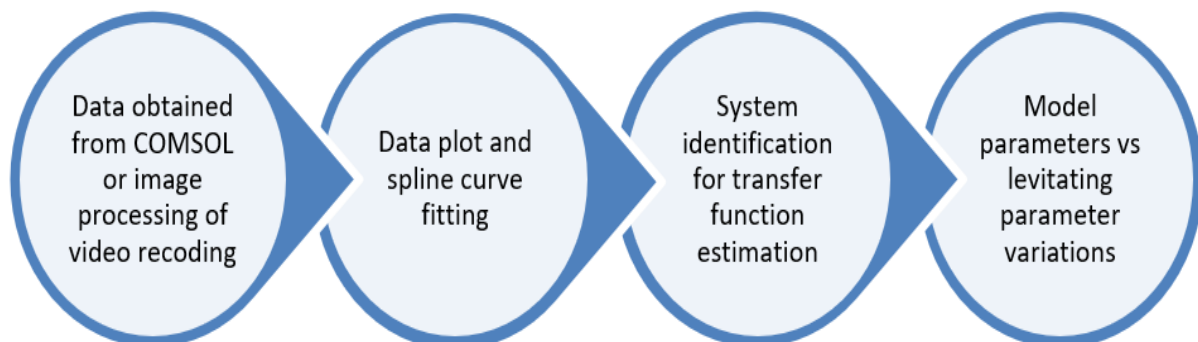 Data obtained
from COMSOL
or image
processing of
video recoding
Data plot and
spline curve
fitting
System
identification
for transfer
function
estimation
Model
parameters vs
levitating
parameter
variations